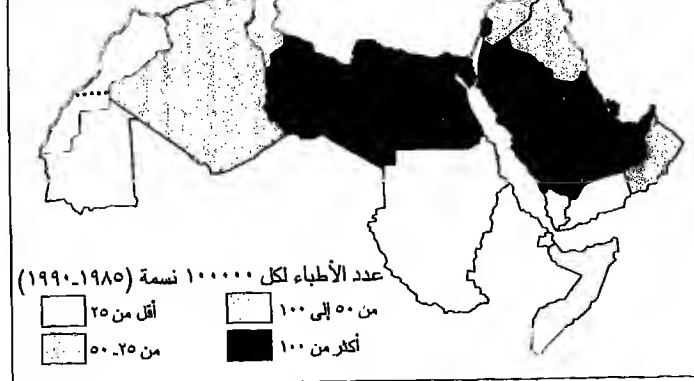 عدد الأطباء لكل ١٠٠٠٠٠ نسمة (١٩٨٥-١٩٩٠)
من ٥٠ إلى ١٠٠
أقل من ٢٥
أكثر من ١٠٠
من ٢٥-٥٠